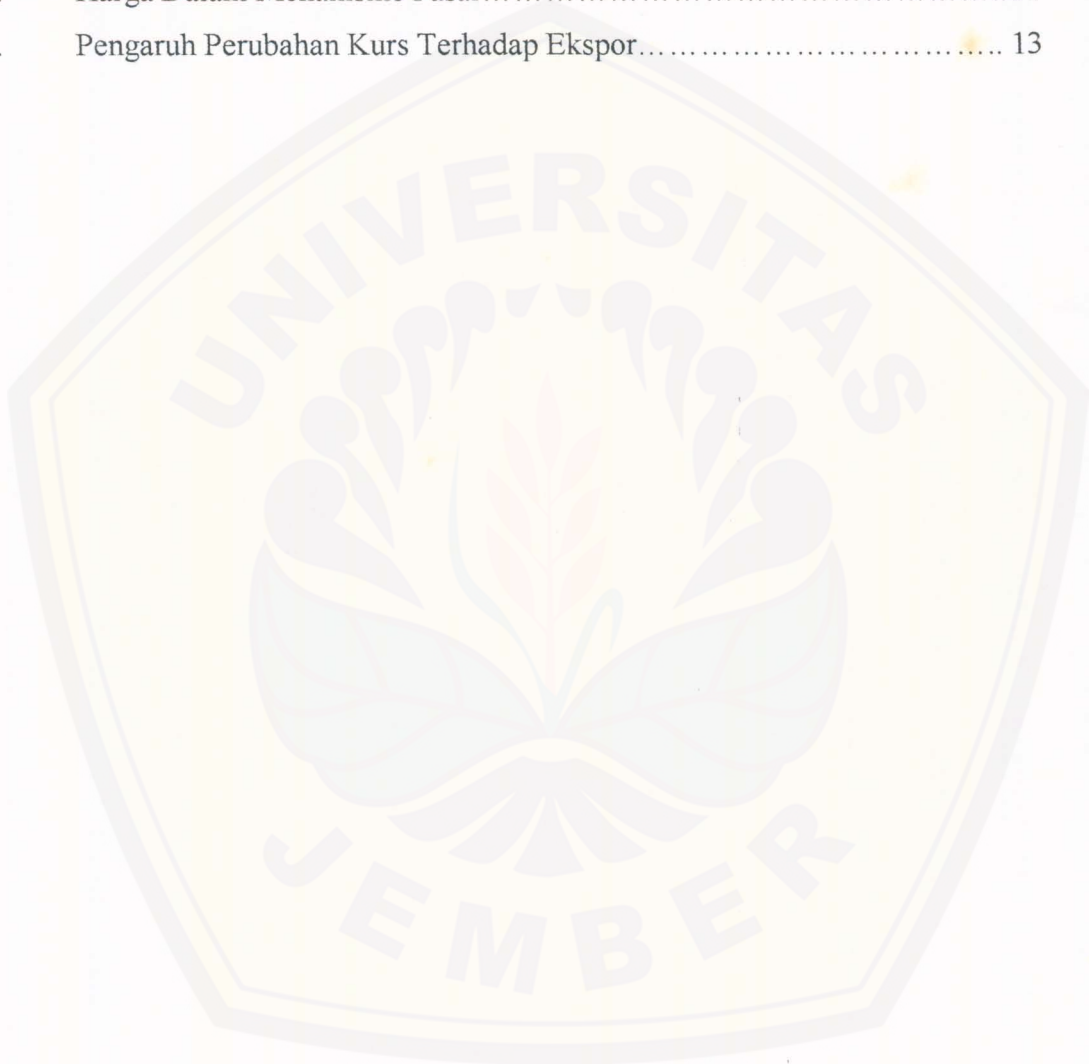 . Pengaruh Perubahan Kurs Terhadap Ekspor……………………………….. 13
UNIVERSITAS
JEMBER